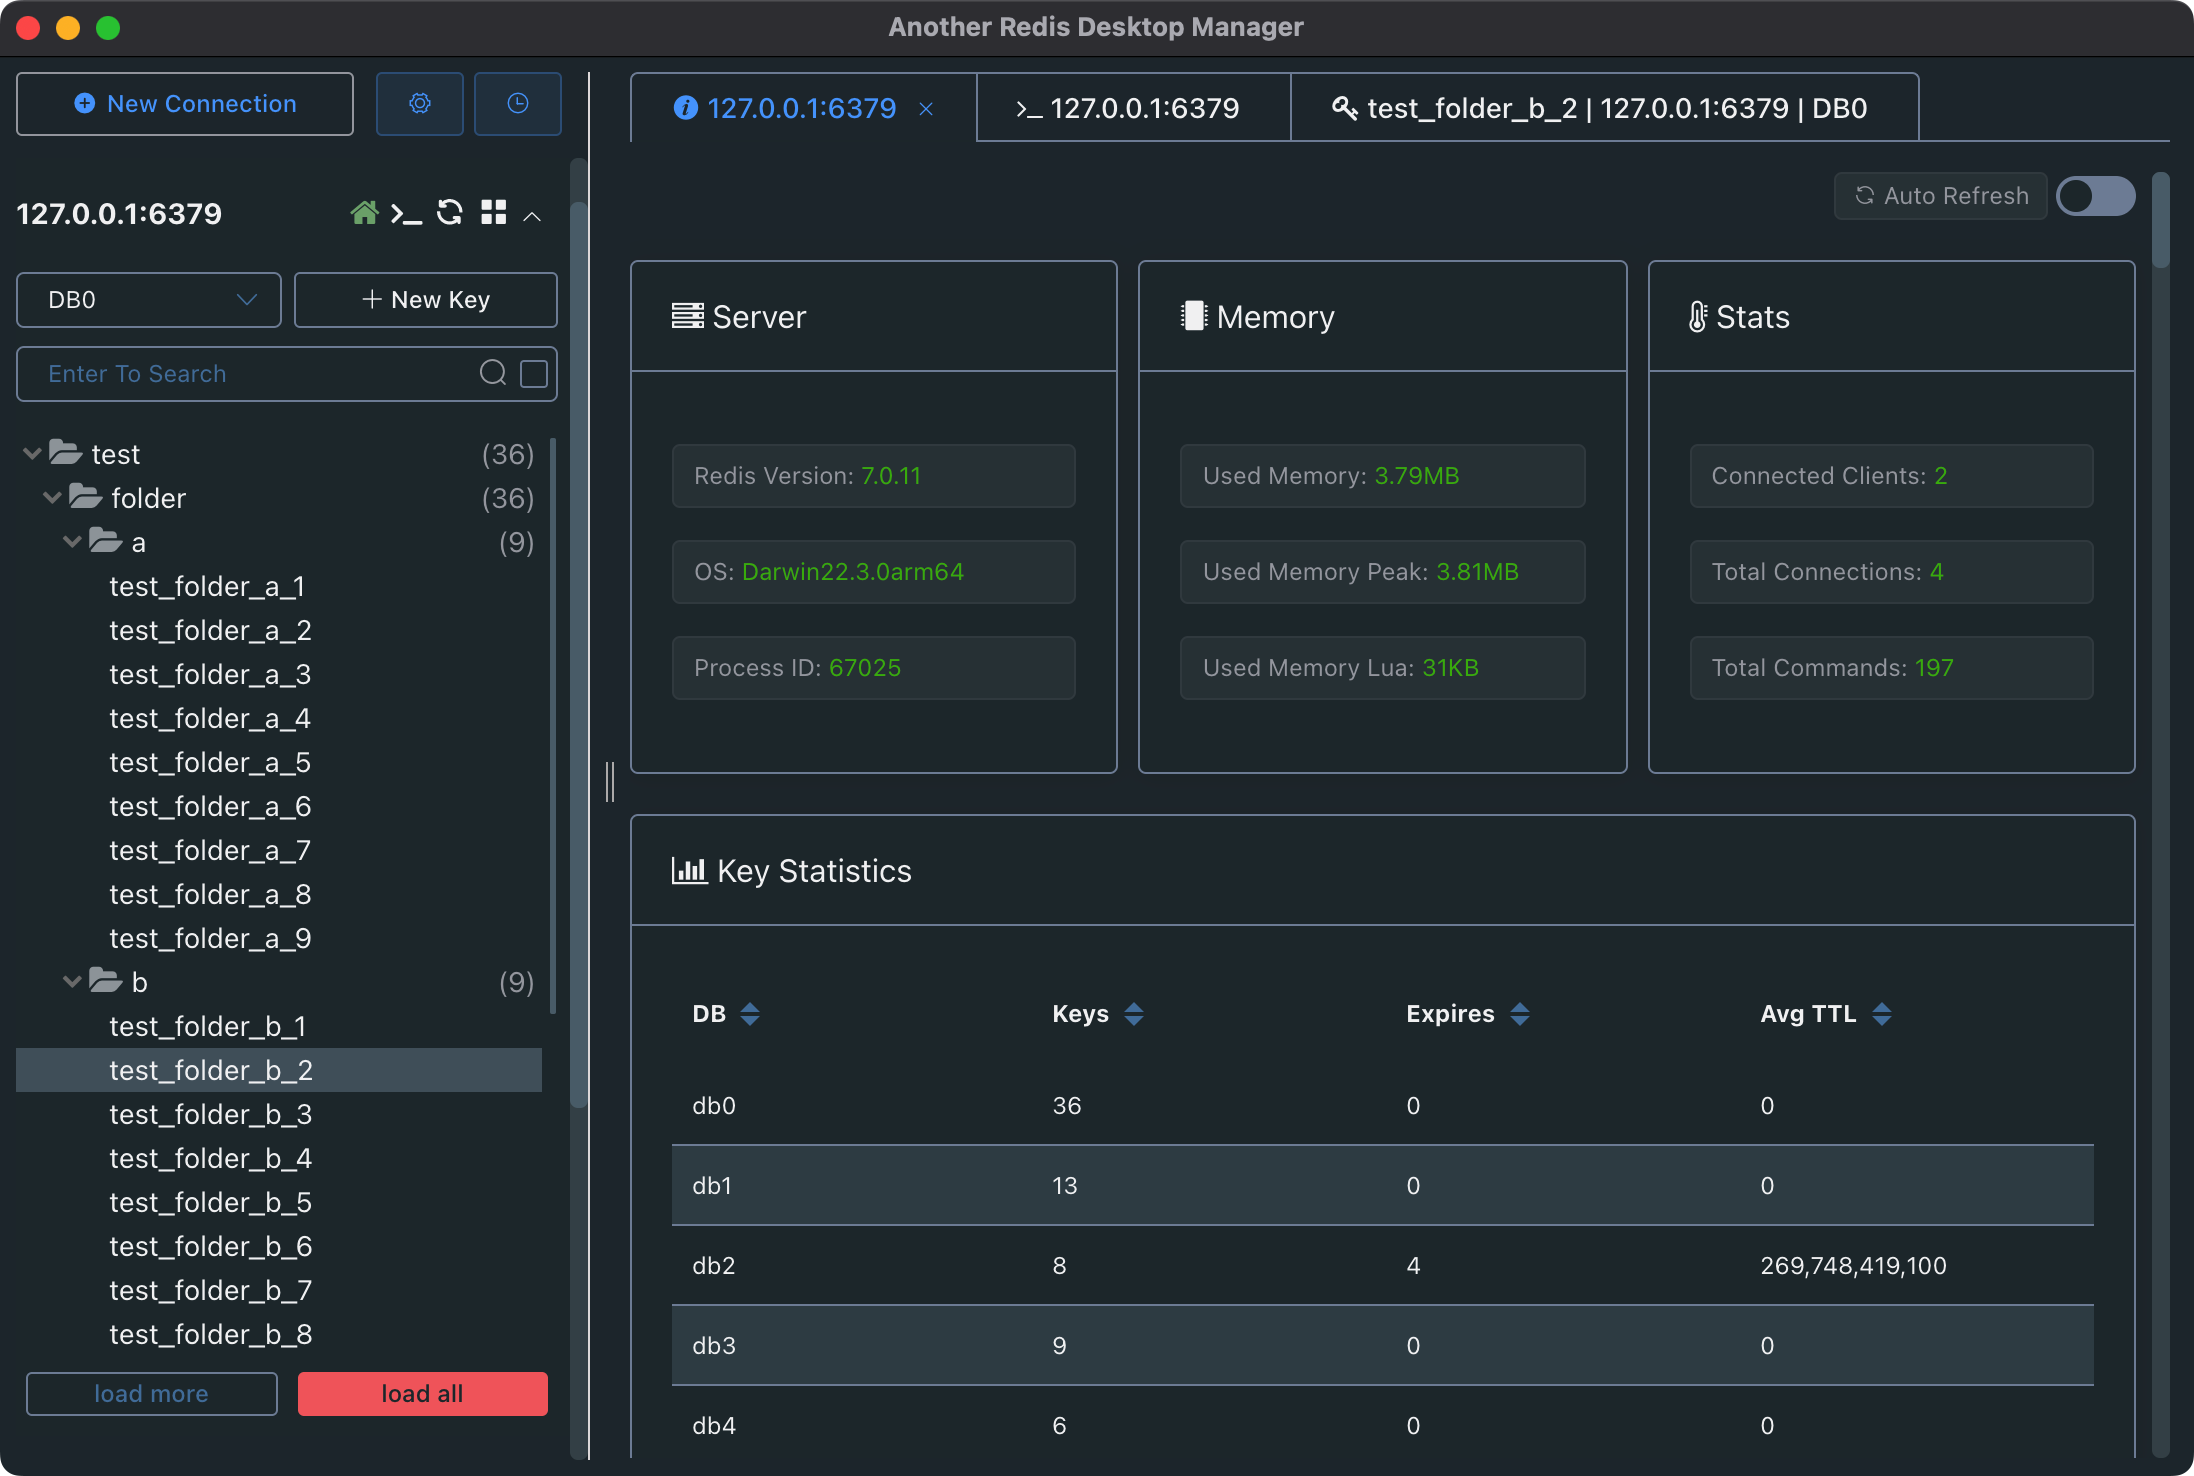 Another Redis Desktop Manager
New Connection
127.0.0.1:6379
DB0
New Key
Enter To Search
test (36)
folder (36)
a (9)
test_folder_a_1
test_folder_a_2
test_folder_a_3
test_folder_a_4
test_folder_a_5
test_folder_a_6
test_folder_a_7
test_folder_a_8
test_folder_a_9
b (9)
test_folder_b_1
test_folder_b_2
test_folder_b_3
test_folder_b_4
test_folder_b_5
test_folder_b_6
test_folder_b_7
test_folder_b_8
load more
load all
127.0.0.1:6379
127.0.0.1:6379
test_folder_b_2 | 127.0.0.1:6379 | DB0
Auto Refresh
Server
Redis Version: 7.0.11
OS: Darwin22.3.0arm64
Process ID: 67025
Memory
Used Memory: 3.79MB
Used Memory Peak: 3.81MB
Used Memory Lua: 31KB
Stats
Connected Clients: 2
Total Connections: 4
Total Commands: 197
Key Statistics
DB Keys Expires Avg TTL
db0 36 0 0
db1 13 0 0
db2 8 4 269,748,419,100
db3 9 0 0
db4 6 0 0